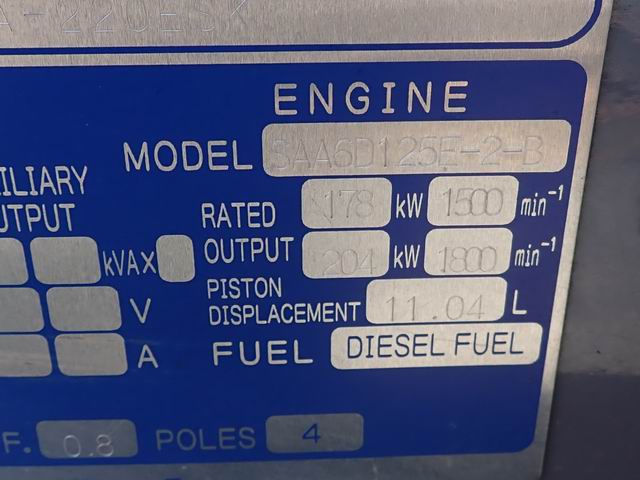 A-220ESK
ENGINE
MODEL SAA6D125E-2-B
ILIARY
UTPUT
RATED OUTPUT
178 kW 1500 min⁻¹
204 kW 1800 min⁻¹
kVAX
PISTON DISPLACEMENT 11.04 L
V
A
FUEL DIESEL FUEL
F. 0.8 POLES 4